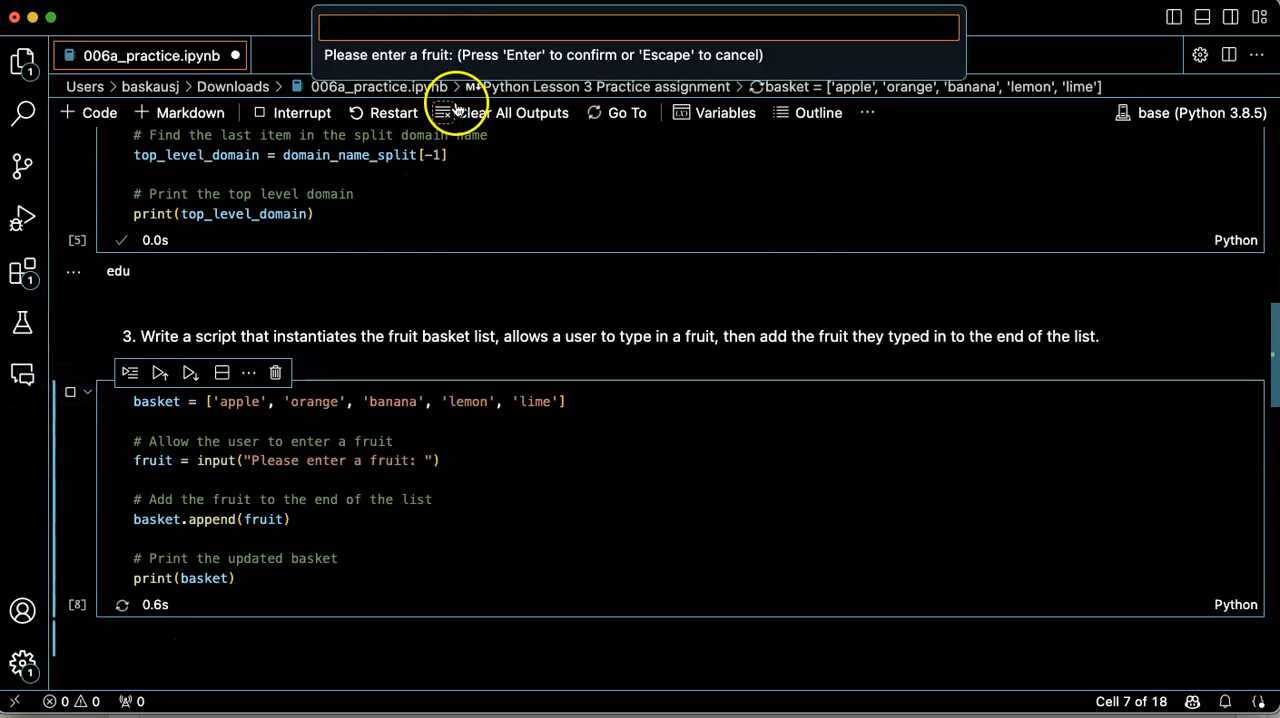 006a_practice.ipynb
Please enter a fruit: (Press 'Enter' to confirm or 'Escape' to cancel)
Users > baskausj > Downloads > 006a_practice.ipynb > M↓Python Lesson 3 Practice assignment > basket = ['apple', 'orange', 'banana', 'lemon', 'lime']
+ Code + Markdown Interrupt Restart Clear All Outputs Go To Variables Outline ... base (Python 3.8.5)
# Find the last item in the split domain name
top_level_domain = domain_name_split[-1]
# Print the top level domain
print(top_level_domain)
[5] 0.0s Python
... edu
3. Write a script that instantiates the fruit basket list, allows a user to type in a fruit, then add the fruit they typed in to the end of the list.
basket = ['apple', 'orange', 'banana', 'lemon', 'lime']
# Allow the user to enter a fruit
fruit = input("Please enter a fruit: ")
# Add the fruit to the end of the list
basket.append(fruit)
# Print the updated basket
print(basket)
[8] 0.6s Python
1
1
1
0 0 0 Cell 7 of 18